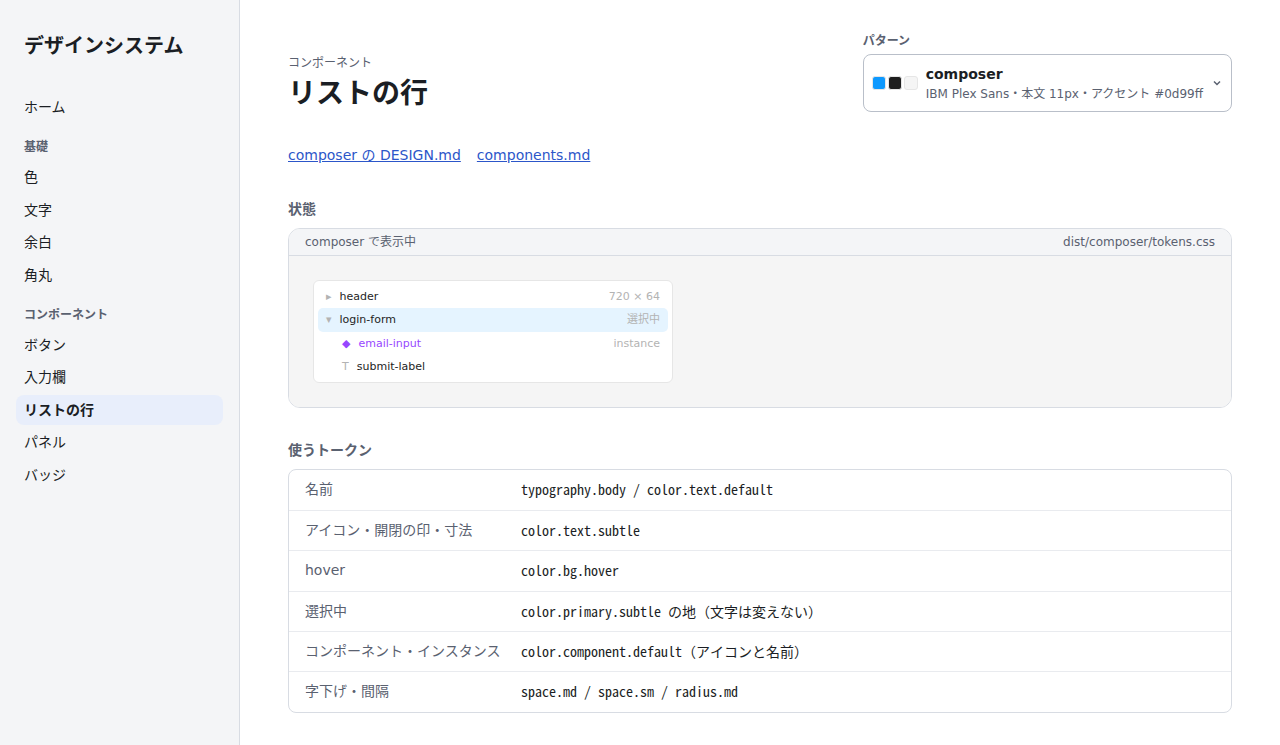 デザインシステム
ホーム
基礎
色
文字
余白
角丸
コンポーネント
ボタン
入力欄
リストの行
パネル
バッジ
コンポーネント
リストの行
パターン
composer
IBM Plex Sans・本文 11px・アクセント #0d99ff
composer の DESIGN.md components.md
状態
composer で表示中 dist/composer/tokens.css
▸ header 720 × 64
▾ login-form 選択中
◆ email-input instance
T submit-label
使うトークン
名前 typography.body / color.text.default
アイコン・開閉の印・寸法 color.text.subtle
hover color.bg.hover
選択中 color.primary.subtle の地（文字は変えない）
コンポーネント・インスタンス color.component.default（アイコンと名前）
字下げ・間隔 space.md / space.sm / radius.md